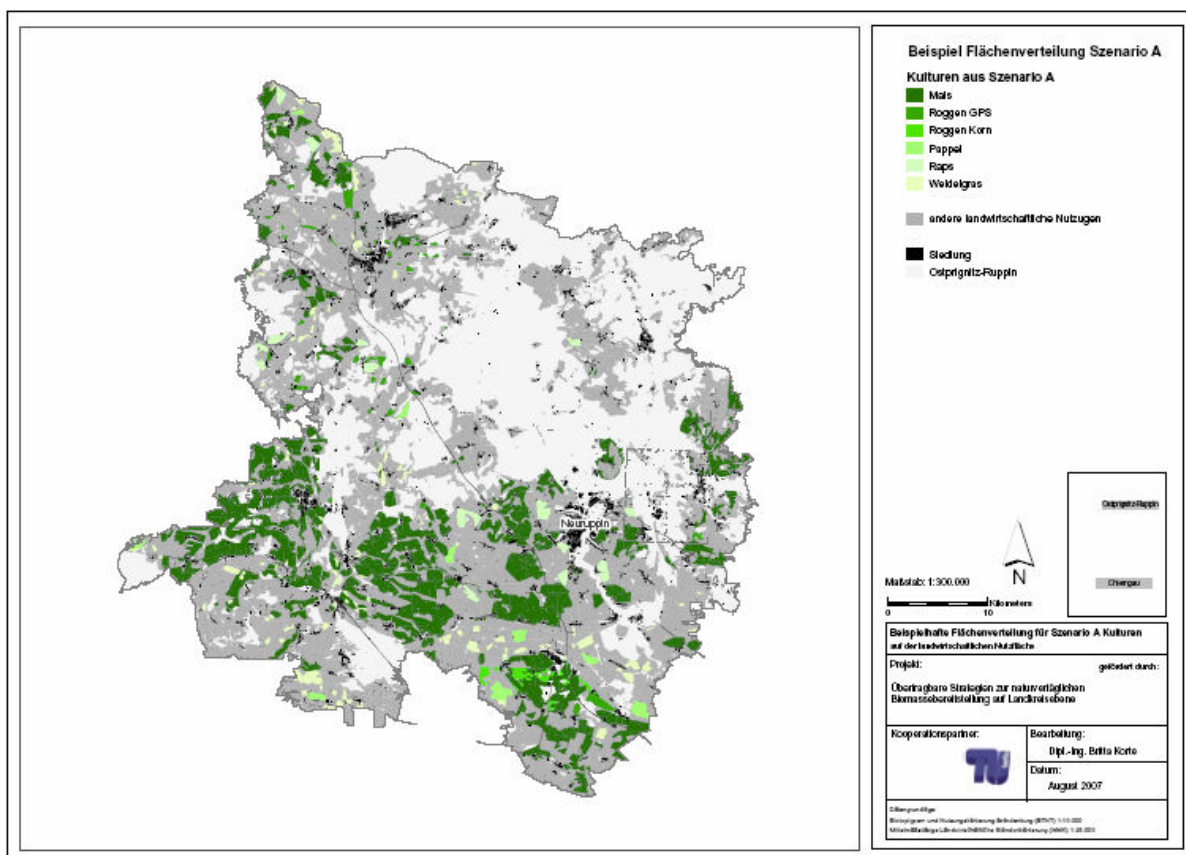 Beispiel Flächenverteilung Szenario A
Kulturen aus Szenario A
Mais
Roggen GPS
Roggen Korn
Pappel
Raps
Weidelgras
andere landwirtschaftliche Nutzugen
Siedlung
Ostprignitz-Ruppin
Neuruppin
Ostprignitz-Ruppin
Chiemgau
N
Maßstab: 1:300.000
Kilometers
0 10
Beispielhafte Flächenverteilung für Szenario A Kulturen
auf der landwirtschaftlichen Nutzfläche
Projekt: gefördert durch:
Übertragbare Strategien zur naturverträglichen
Biomassebereitstellung auf Landkreisebene
Kooperationspartner:
Bearbeitung:
Dipl.-Ing. Britta Korte
Datum:
August 2007